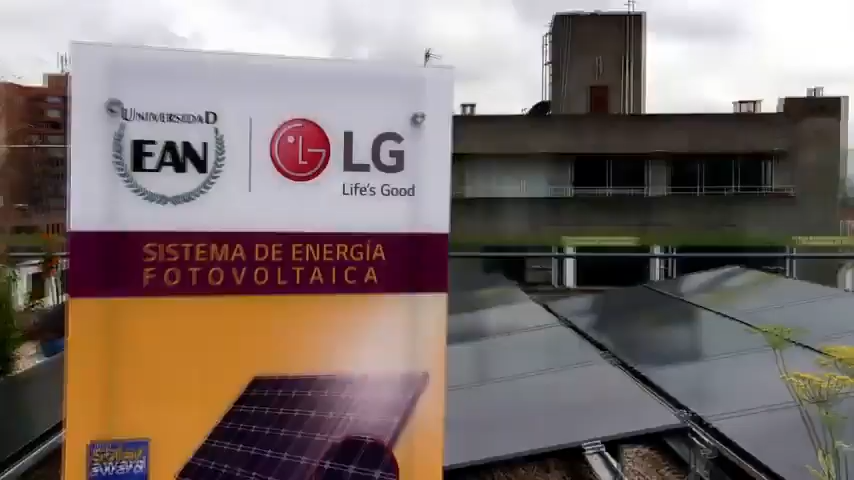 UNIVERSIDAD
EAN
LG
Life's Good
SISTEMA DE ENERGÍA
FOTOVOLTAICA